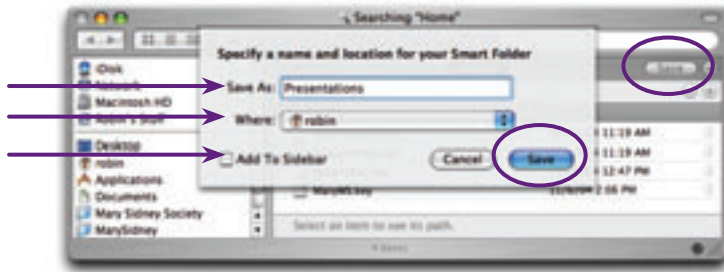 Searching "Home"
Specify a name and location for your Smart Folder
Save
Save As: Presentations
Where: robin
Add To Sidebar
Cancel
Save
iDisk
Network
Macintosh HD
Robin's Stuff
Desktop
robin
Applications
Documents
Mary Sidney Society
MarySidney
11:19 AM
11:19 AM
12:47 PM
2:06 PM
Select an item to see its path.